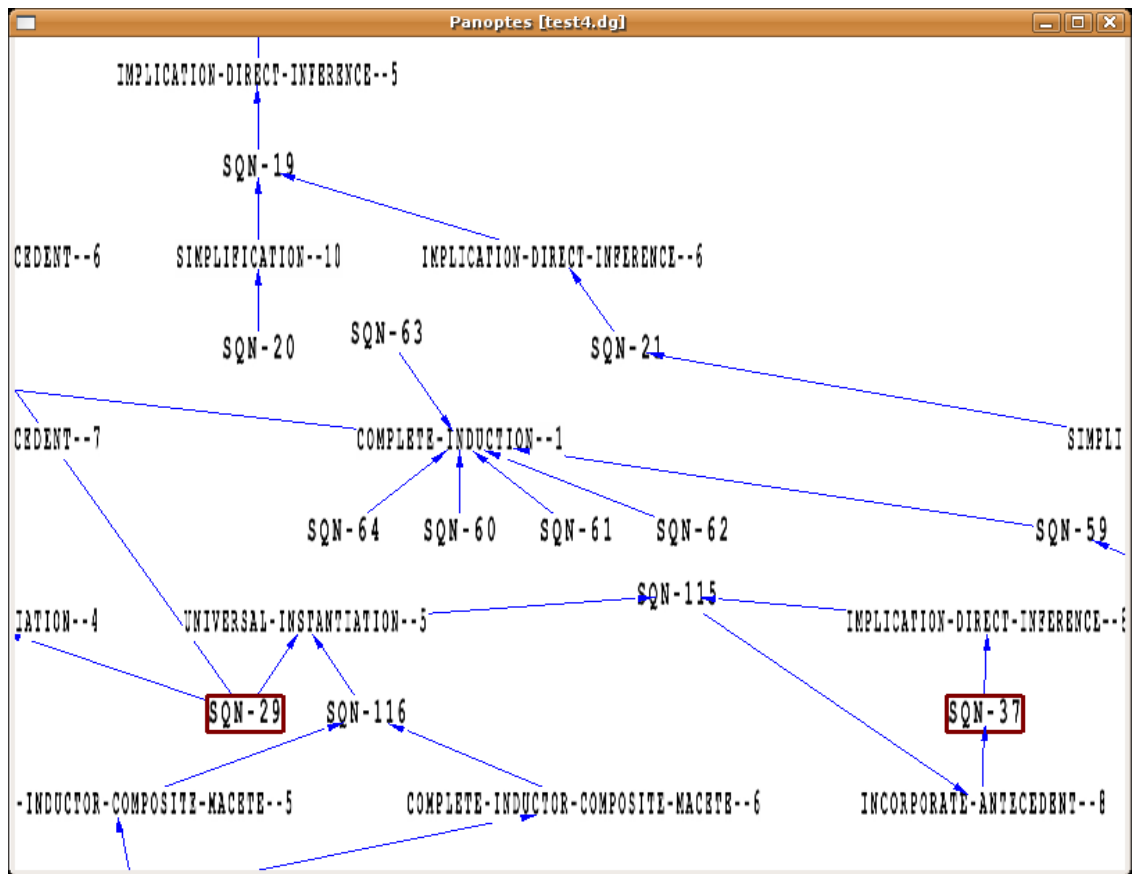 Panoptes [test4.dg]
IMPLICATION-DIRECT-INFERENCE--5
SQN-19
CEDENT--6
SIMPLIFICATION--10
IMPLICATION-DIRECT-INFERENCE--6
SQN-63
SQN-20
SQN-21
CEDENT--7
COMPLETE-INDUCTION--1
SIMPLI
SQN-64
SQN-60
SQN-61
SQN-62
SQN-59
SQN-115
IATION--4
UNIVERSAL-INSTANTIATION--5
IMPLICATION-DIRECT-INFERENCE--
SQN-29
SQN-116
SQN-37
-INDUCTOR-COMPOSITE-MACETE--5
COMPLETE-INDUCTOR-COMPOSITE-MACETE--6
INCORPORATE-ANTECEDENT--8